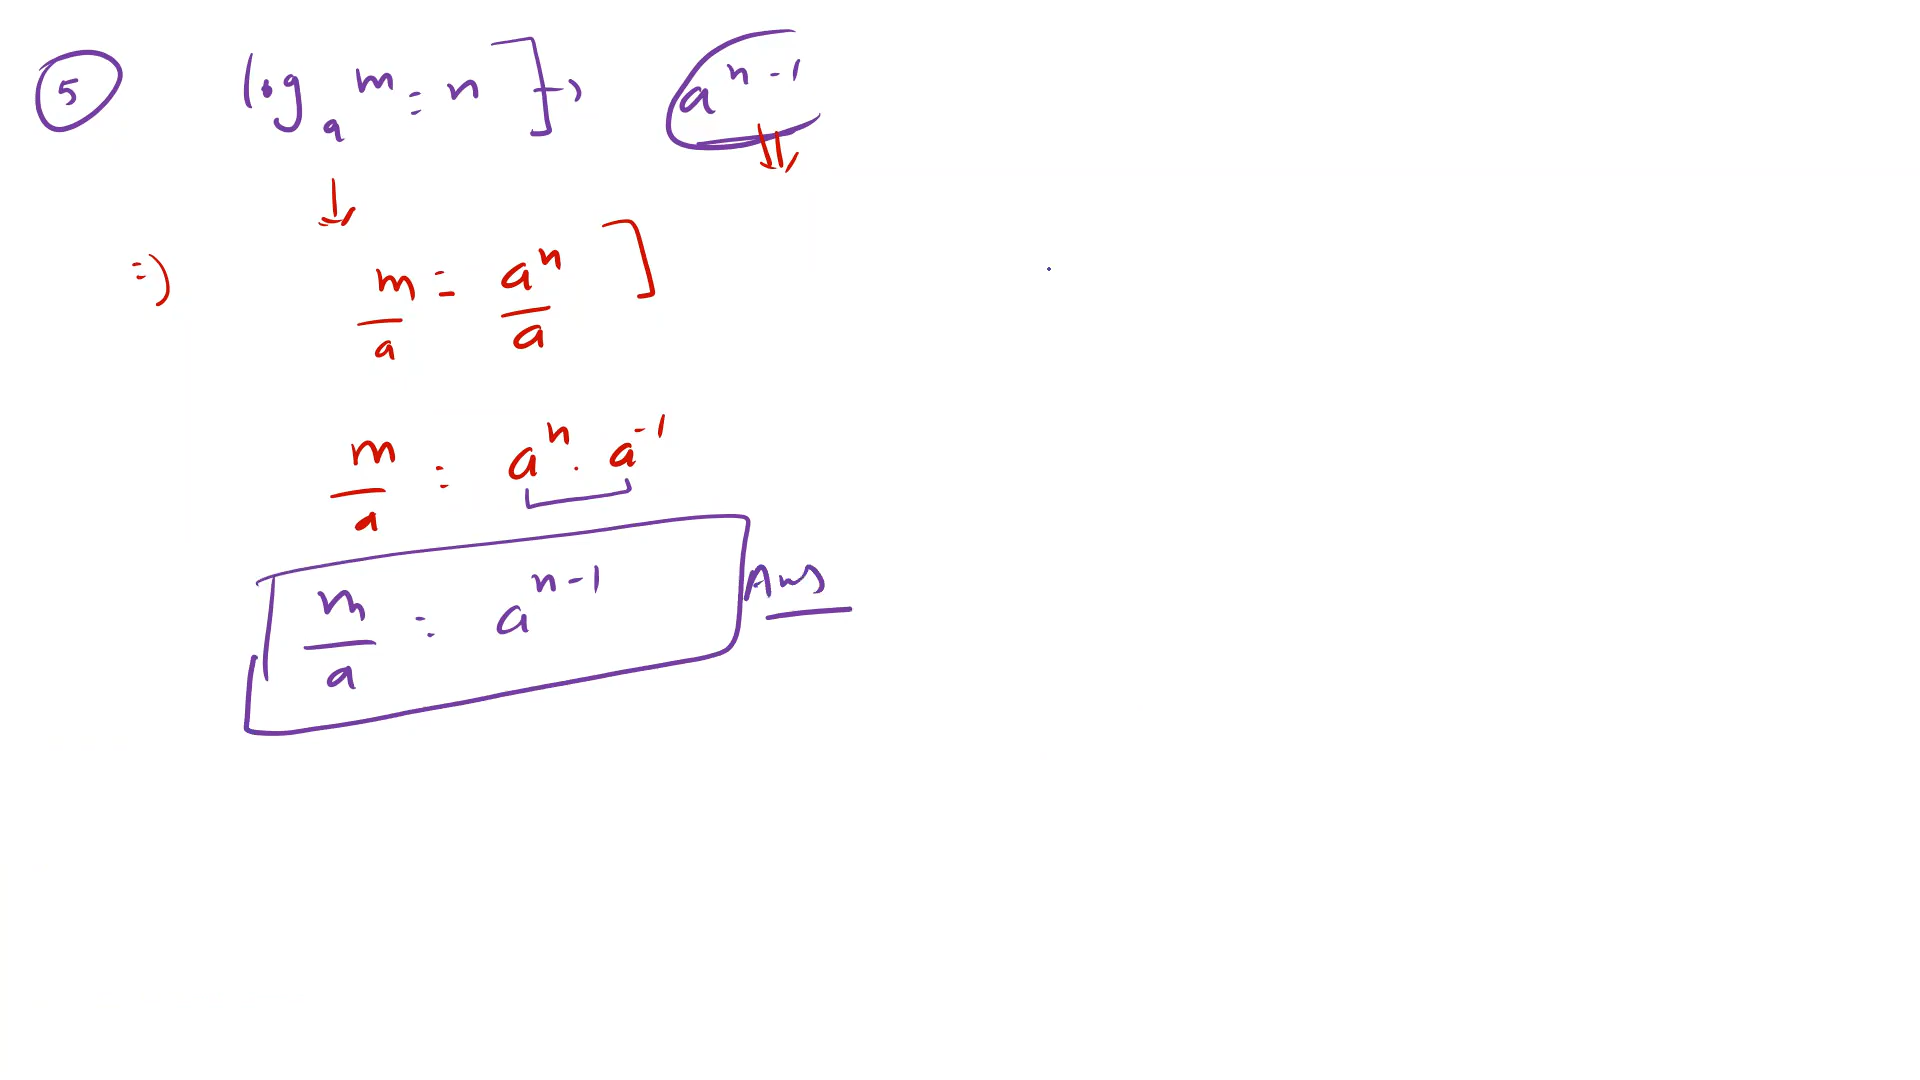 5 log_a m = n ] → a^{n-1}
⇒ m/a = a^n/a ]
m/a = a^n . a^{-1}
m/a = a^{n-1} Ans